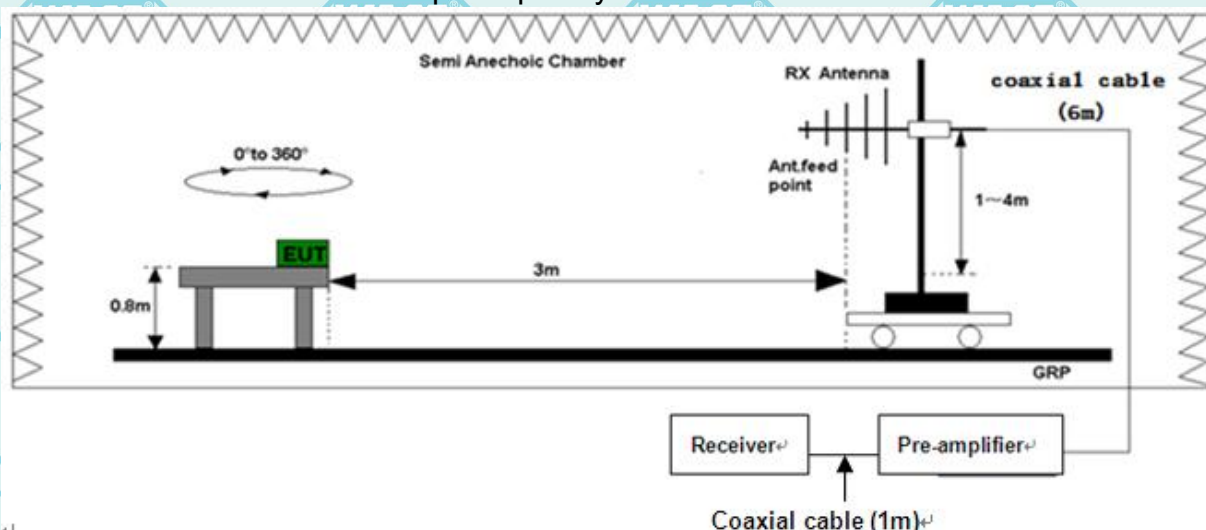 Semi Anechoic Chamber
RX Antenna
coaxial cable
(6m)
0°to 360°
Ant.feed
point
1～4m
EUT
3m
0.8m
GRP
Receiver↵
Pre-amplifier↵
Coaxial cable (1m)↵